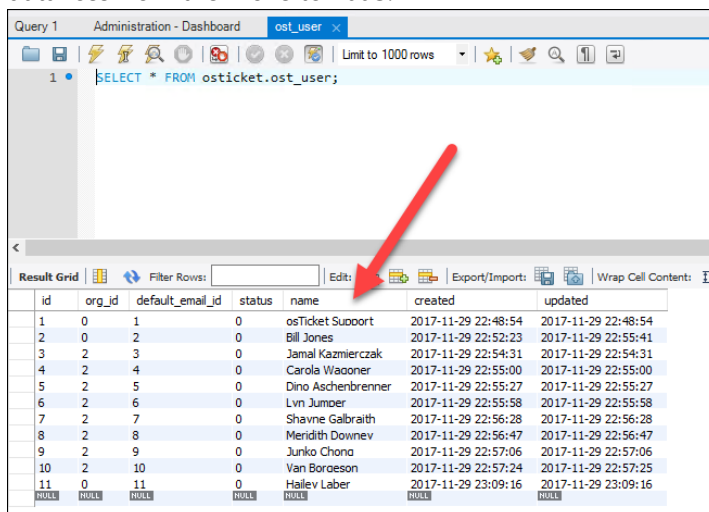 Query 1 Administration - Dashboard ost_user ×
Limit to 1000 rows
1 SELECT * FROM osticket.ost_user;
Result Grid Filter Rows: Edit: Export/Import: Wrap Cell Content:
id org_id default_email_id status name created updated
1 0 1 0 osTicket Support 2017-11-29 22:48:54 2017-11-29 22:48:54
2 0 2 0 Bill Jones 2017-11-29 22:52:23 2017-11-29 22:55:41
3 2 3 0 Jamal Kazmierczak 2017-11-29 22:54:31 2017-11-29 22:54:31
4 2 4 0 Carola Wagoner 2017-11-29 22:55:00 2017-11-29 22:55:00
5 2 5 0 Dino Aschenbrenner 2017-11-29 22:55:27 2017-11-29 22:55:27
6 2 6 0 Lyn Jumper 2017-11-29 22:55:58 2017-11-29 22:55:58
7 2 7 0 Shayne Galbraith 2017-11-29 22:56:28 2017-11-29 22:56:28
8 2 8 0 Meridith Downey 2017-11-29 22:56:47 2017-11-29 22:56:47
9 2 9 0 Junko Chong 2017-11-29 22:57:06 2017-11-29 22:57:06
10 2 10 0 Van Borgeson 2017-11-29 22:57:24 2017-11-29 22:57:25
11 0 11 0 Hailey Laber 2017-11-29 23:09:16 2017-11-29 23:09:16
NULL NULL NULL NULL NULL NULL NULL